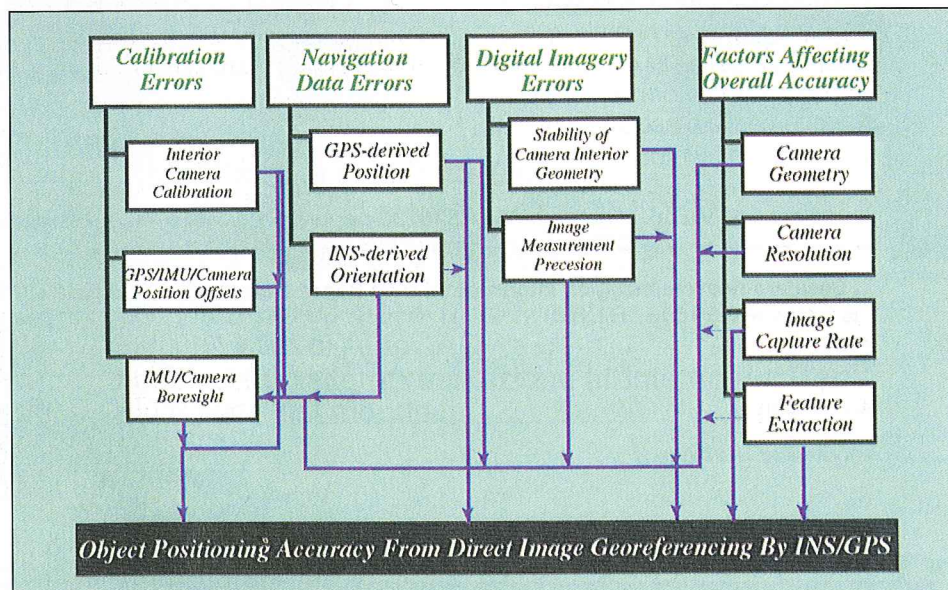 Calibration
Errors
Navigation
Data Errors
Digital Imagery
Errors
Factors Affecting
Overall Accuracy
Interior
Camera
Calibration
GPS/IMU/Camera
Position Offsets
IMU/Camera
Boresight
GPS-derived
Position
INS-derived
Orientation
Stability of
Camera Interior
Geometry
Image
Measurement
Precesion
Camera
Geometry
Camera
Resolution
Image
Capture Rate
Feature
Extraction
Object Positioning Accuracy From Direct Image Georeferencing By INS/GPS